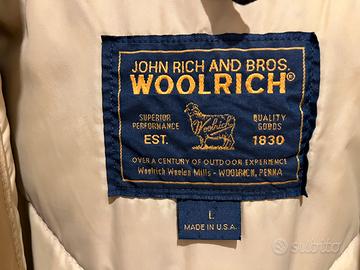 JOHN RICH AND BROS.
WOOLRICH®
SUPERIOR PERFORMANCE
QUALITY GOODS
Woolrich
EST. 1830
OVER A CENTURY OF OUTDOOR EXPERIENCE
Woolrich Woolen Mills - WOOLRICH, PENNA
L
MADE IN U.S.A.
subito